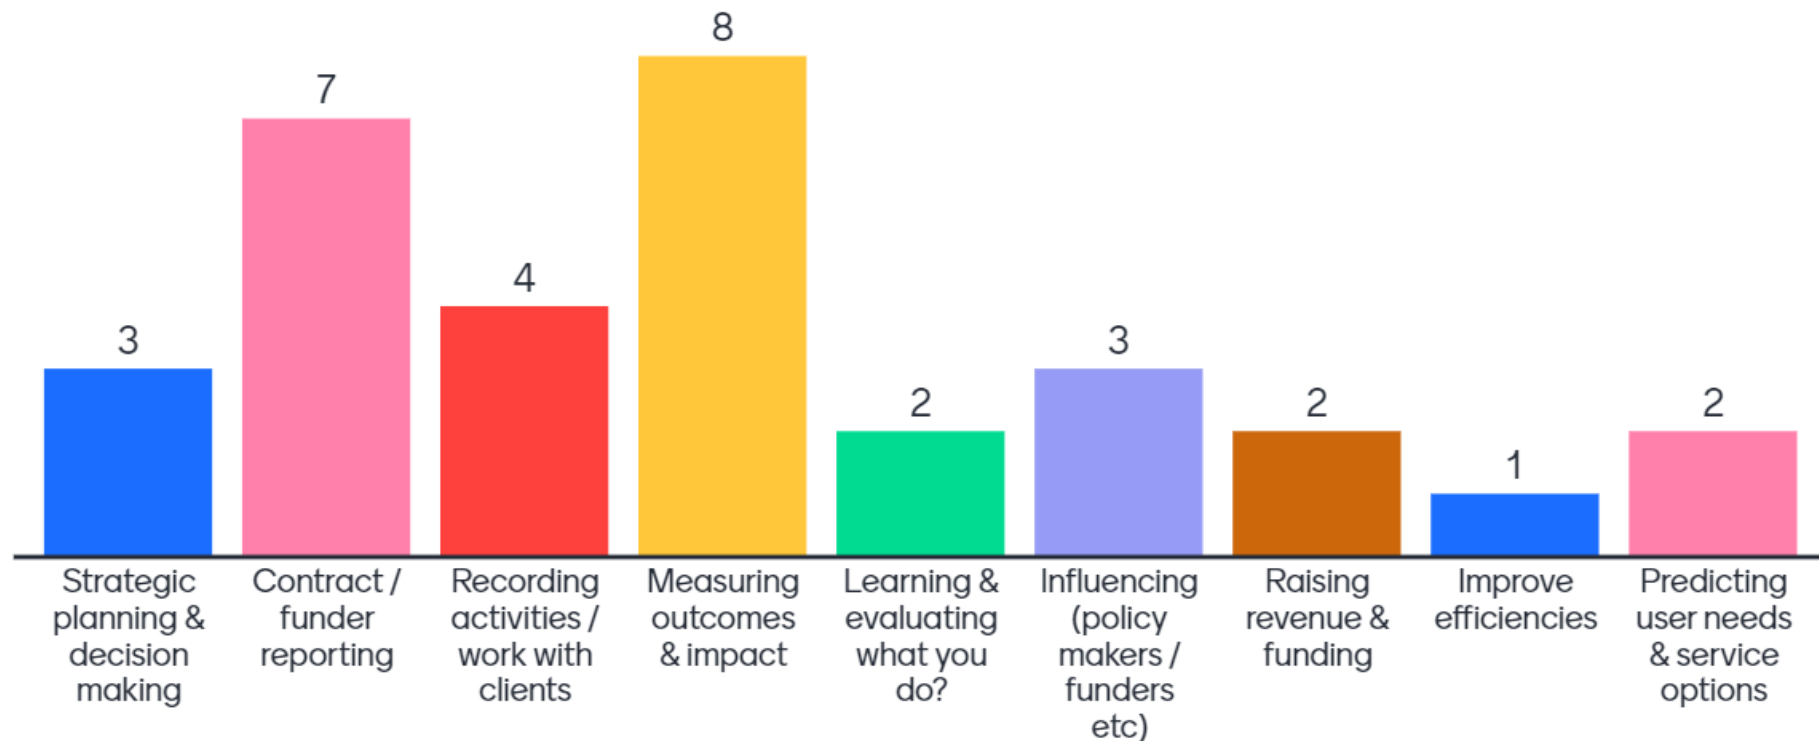 8
7
4
3
3
2
2
2
1
Strategic
planning &
decision
making
Contract /
funder
reporting
Recording
activities /
work with
clients
Measuring
outcomes
& impact
Learning &
evaluating
what you
do?
Influencing
(policy
makers /
funders
etc)
Raising
revenue &
funding
Improve
efficiencies
Predicting
user needs
& service
options